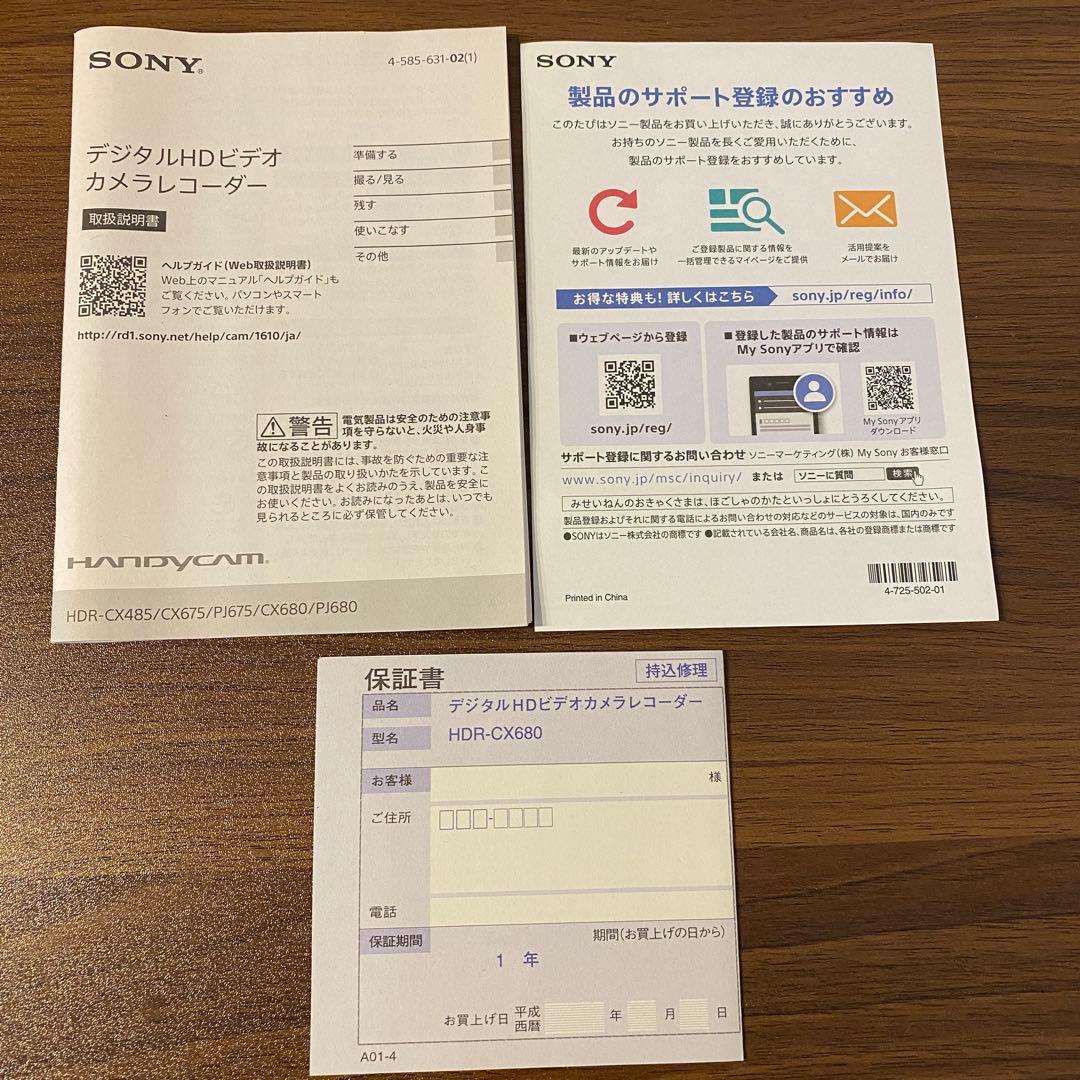 SONY®
4-585-631-02(1)
デジタルHDビデオ
カメラレコーダー
取扱説明書
準備する
撮る/見る
残す
使いこなす
その他
ヘルプガイド(Web取扱説明書)
Web上のマニュアル「ヘルプガイド」も
ご覧ください。パソコンやスマート
フォンでご覧いただけます。
http://rd1.sony.net/help/cam/1610/ja/
警告 電気製品は安全のための注意事
項を守らないと、火災や人身事
故になることがあります。
この取扱説明書には、事故を防ぐための重要な注
意事項と製品の取り扱いかたを示しています。こ
の取扱説明書をよくお読みのうえ、製品を安全に
お使いください。お読みになったあとは、いつでも
見られるところに必ず保管してください。
HANDYCAM®
HDR-CX485/CX675/PJ675/CX680/PJ680
SONY
製品のサポート登録のおすすめ
このたびはソニー製品をお買い上げいただき、誠にありがとうございます。
お持ちのソニー製品を長くご愛用いただくために、
製品のサポート登録をおすすめしています。
最新のアップデートや
サポート情報をお届け
ご登録製品に関する情報を
一括管理できるマイページをご提供
活用提案を
メールでお届け
お得な特典も! 詳しくはこちら sony.jp/reg/info/
■ウェブページから登録
sony.jp/reg/
■登録した製品のサポート情報は
My Sonyアプリで確認
My Sonyアプリ
ダウンロード
サポート登録に関するお問い合わせ ソニーマーケティング(株) My Sony お客様窓口
www.sony.jp/msc/inquiry/ または ソニーに質問 検索
みせいねんのおきゃくさまは、ほごしゃのかたといっしょにとうろくしてください。
製品登録およびそれに関する電話によるお問い合わせの対応などのサービスの対象は、国内のみです
●SONYはソニー株式会社の商標です ●記載されている会社名、商品名は、各社の登録商標または商標です
4-725-502-01
Printed in China
保証書
持込修理
品名 デジタルHDビデオカメラレコーダー
型名 HDR-CX680
お客様 様
ご住所
電話
保証期間 期間(お買上げの日から)
1 年
お買上げ日 平成 西暦 年 月 日
A01-4